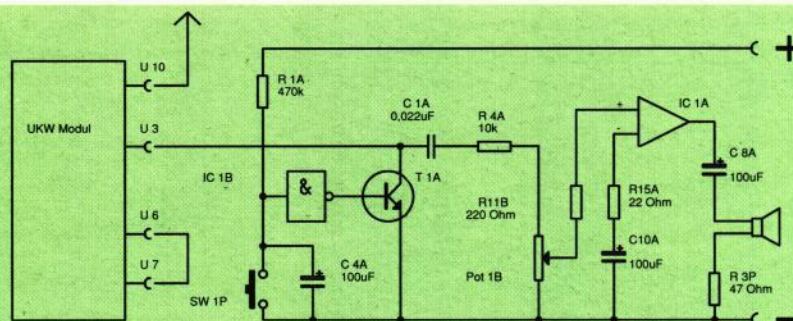 UKW Modul
U 10
U 3
U 6
U 7
R 1A
470k
IC 1B
&
SW 1P
C 4A
100uF
+
T 1A
C 1A
0,022uF
R 4A
10k
R11B
220 Ohm
Pot 1B
+
-
IC 1A
R15A
22 Ohm
+
C10A
100uF
+
C 8A
100uF
R 3P
47 Ohm
+
-